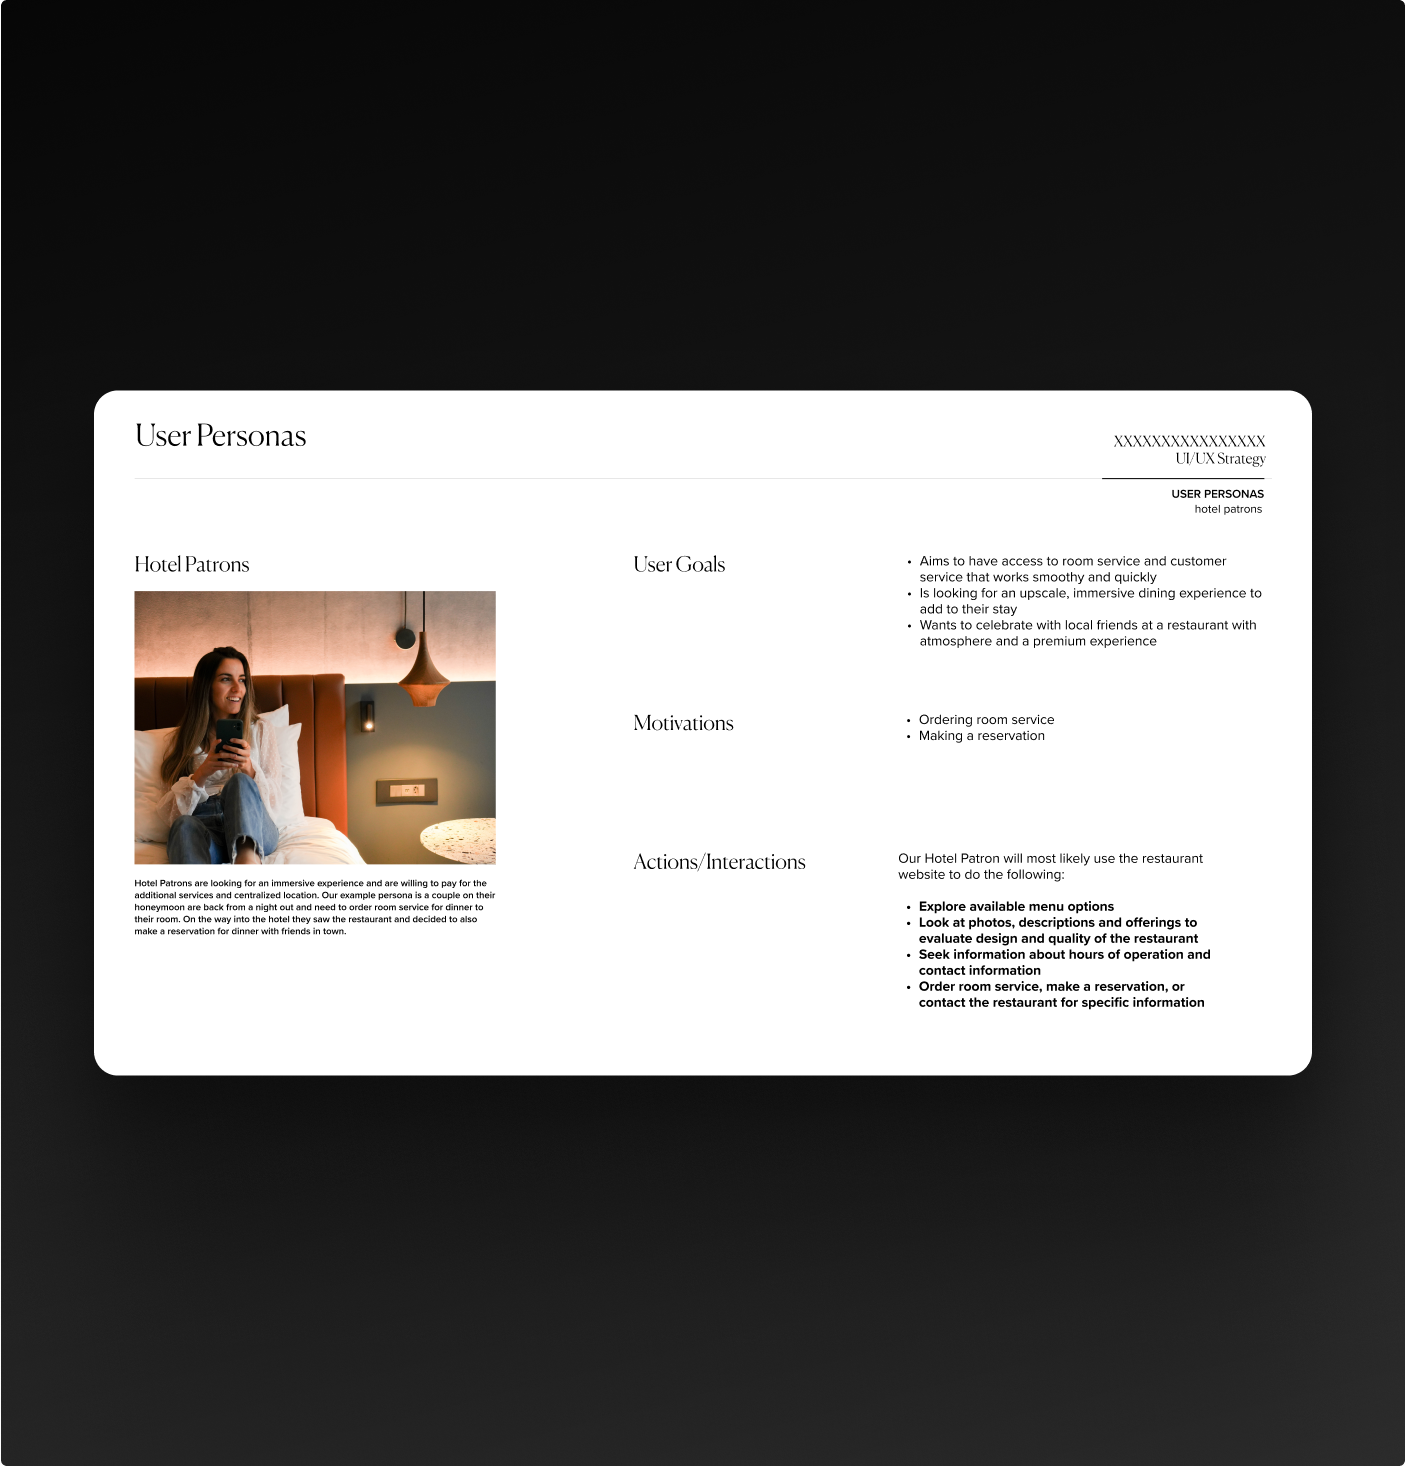 User Personas
XXXXXXXXXXXXXXXX
UI/UX Strategy
USER PERSONAS
hotel patrons
Hotel Patrons
Hotel Patrons are looking for an immersive experience and are willing to pay for the
additional services and centralized location. Our example persona is a couple on their
honeymoon are back from a night out and need to order room service for dinner to
their room. On the way into the hotel they saw the restaurant and decided to also
make a reservation for dinner with friends in town.
User Goals
• Aims to have access to room service and customer
service that works smoothy and quickly
• Is looking for an upscale, immersive dining experience to
add to their stay
• Wants to celebrate with local friends at a restaurant with
atmosphere and a premium experience
Motivations
• Ordering room service
• Making a reservation
Actions/Interactions
Our Hotel Patron will most likely use the restaurant
website to do the following:
• Explore available menu options
• Look at photos, descriptions and offerings to
evaluate design and quality of the restaurant
• Seek information about hours of operation and
contact information
• Order room service, make a reservation, or
contact the restaurant for specific information